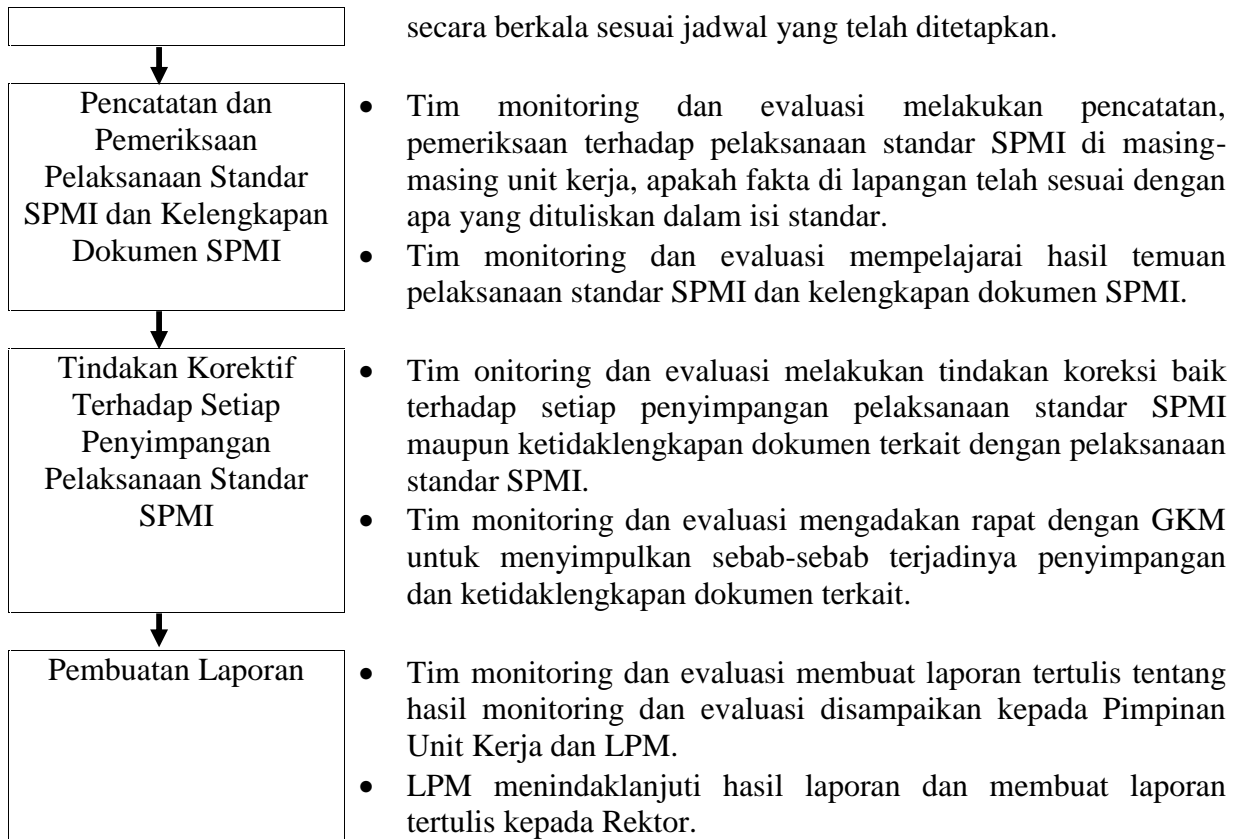 secara berkala sesuai jadwal yang telah ditetapkan.
Pencatatan dan
Pemeriksaan
Pelaksanaan Standar
SPMI dan Kelengkapan
Dokumen SPMI
• Tim monitoring dan evaluasi melakukan pencatatan,
pemeriksaan terhadap pelaksanaan standar SPMI di masing-
masing unit kerja, apakah fakta di lapangan telah sesuai dengan
apa yang dituliskan dalam isi standar.
• Tim monitoring dan evaluasi mempelajarai hasil temuan
pelaksanaan standar SPMI dan kelengkapan dokumen SPMI.
Tindakan Korektif
Terhadap Setiap
Penyimpangan
Pelaksanaan Standar
SPMI
• Tim onitoring dan evaluasi melakukan tindakan koreksi baik
terhadap setiap penyimpangan pelaksanaan standar SPMI
maupun ketidaklengkapan dokumen terkait dengan pelaksanaan
standar SPMI.
• Tim monitoring dan evaluasi mengadakan rapat dengan GKM
untuk menyimpulkan sebab-sebab terjadinya penyimpangan
dan ketidaklengkapan dokumen terkait.
Pembuatan Laporan
• Tim monitoring dan evaluasi membuat laporan tertulis tentang
hasil monitoring dan evaluasi disampaikan kepada Pimpinan
Unit Kerja dan LPM.
• LPM menindaklanjuti hasil laporan dan membuat laporan
tertulis kepada Rektor.